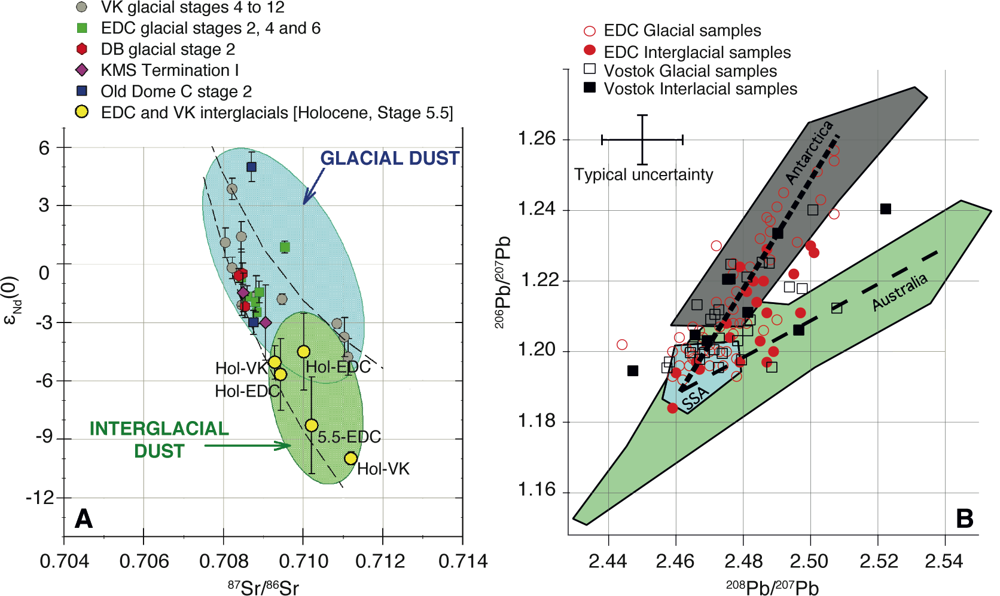 VK glacial stages 4 to 12
EDC glacial stages 2, 4 and 6
DB glacial stage 2
KMS Termination I
Old Dome C stage 2
EDC and VK interglacials [Holocene, Stage 5.5]
6
3
0
-3
-6
-9
-12
εNd(0)
GLACIAL DUST
Hol-VK
Hol-EDC
Hol-EDC
5.5-EDC
Hol-VK
INTERGLACIAL
DUST
A
0.704
0.706
0.708
0.710
0.712
0.714
87Sr/86Sr
EDC Glacial samples
EDC Interglacial samples
Vostok Glacial samples
Vostok Interlacial samples
Typical uncertainty
1.26
1.24
1.22
1.20
1.18
1.16
206Pb/207Pb
Antarctica
Australia
SSA
B
2.44
2.46
2.48
2.50
2.52
2.54
208Pb/207Pb